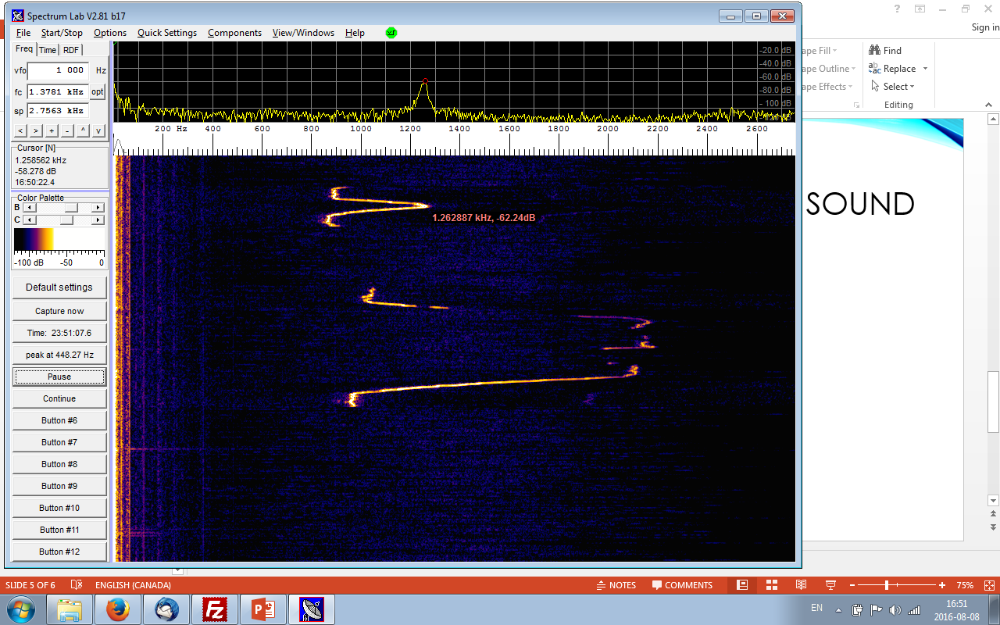 Spectrum Lab V2.81 b17
File Start/Stop Options Quick Settings Components View/Windows Help
Freq Time RDF
vfo 1 000 Hz
fc 1.3781 kHz opt
sp 2.7563 kHz
< > + - ^ v
Cursor [N]
1.258562 kHz
-58.278 dB
16:50:22.4
Color Palette
B
C
-100 dB -50 0
Default settings
Capture now
Time: 23:51:07.6
peak at 448.27 Hz
Pause
Continue
Button #6
Button #7
Button #8
Button #9
Button #10
Button #11
Button #12
-20.0 dB
-40.0 dB
-60.0 dB
-80.0 dB
-100 dB
200 Hz 400 600 800 1000 1200 1400 1600 1800 2000 2200 2400 2600
1.262887 kHz, -62.24dB
?
Sign in
ape Fill
ape Outline
ape Effects
Find
Replace
Select
Editing
SOUND
SLIDE 5 OF 6 ENGLISH (CANADA) NOTES COMMENTS 75%
EN 16:51
2016-08-08